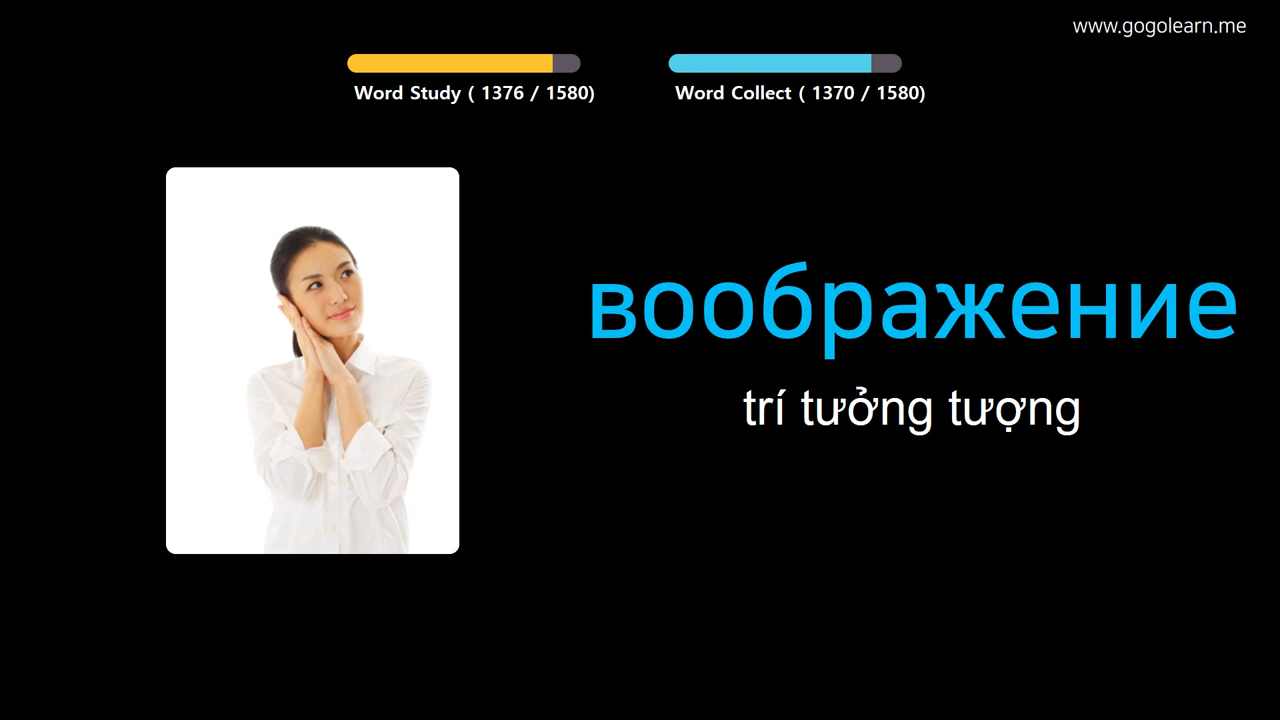 www.gogolearn.me
Word Study ( 1376 / 1580)
Word Collect ( 1370 / 1580)
воображение
trí tưởng tượng